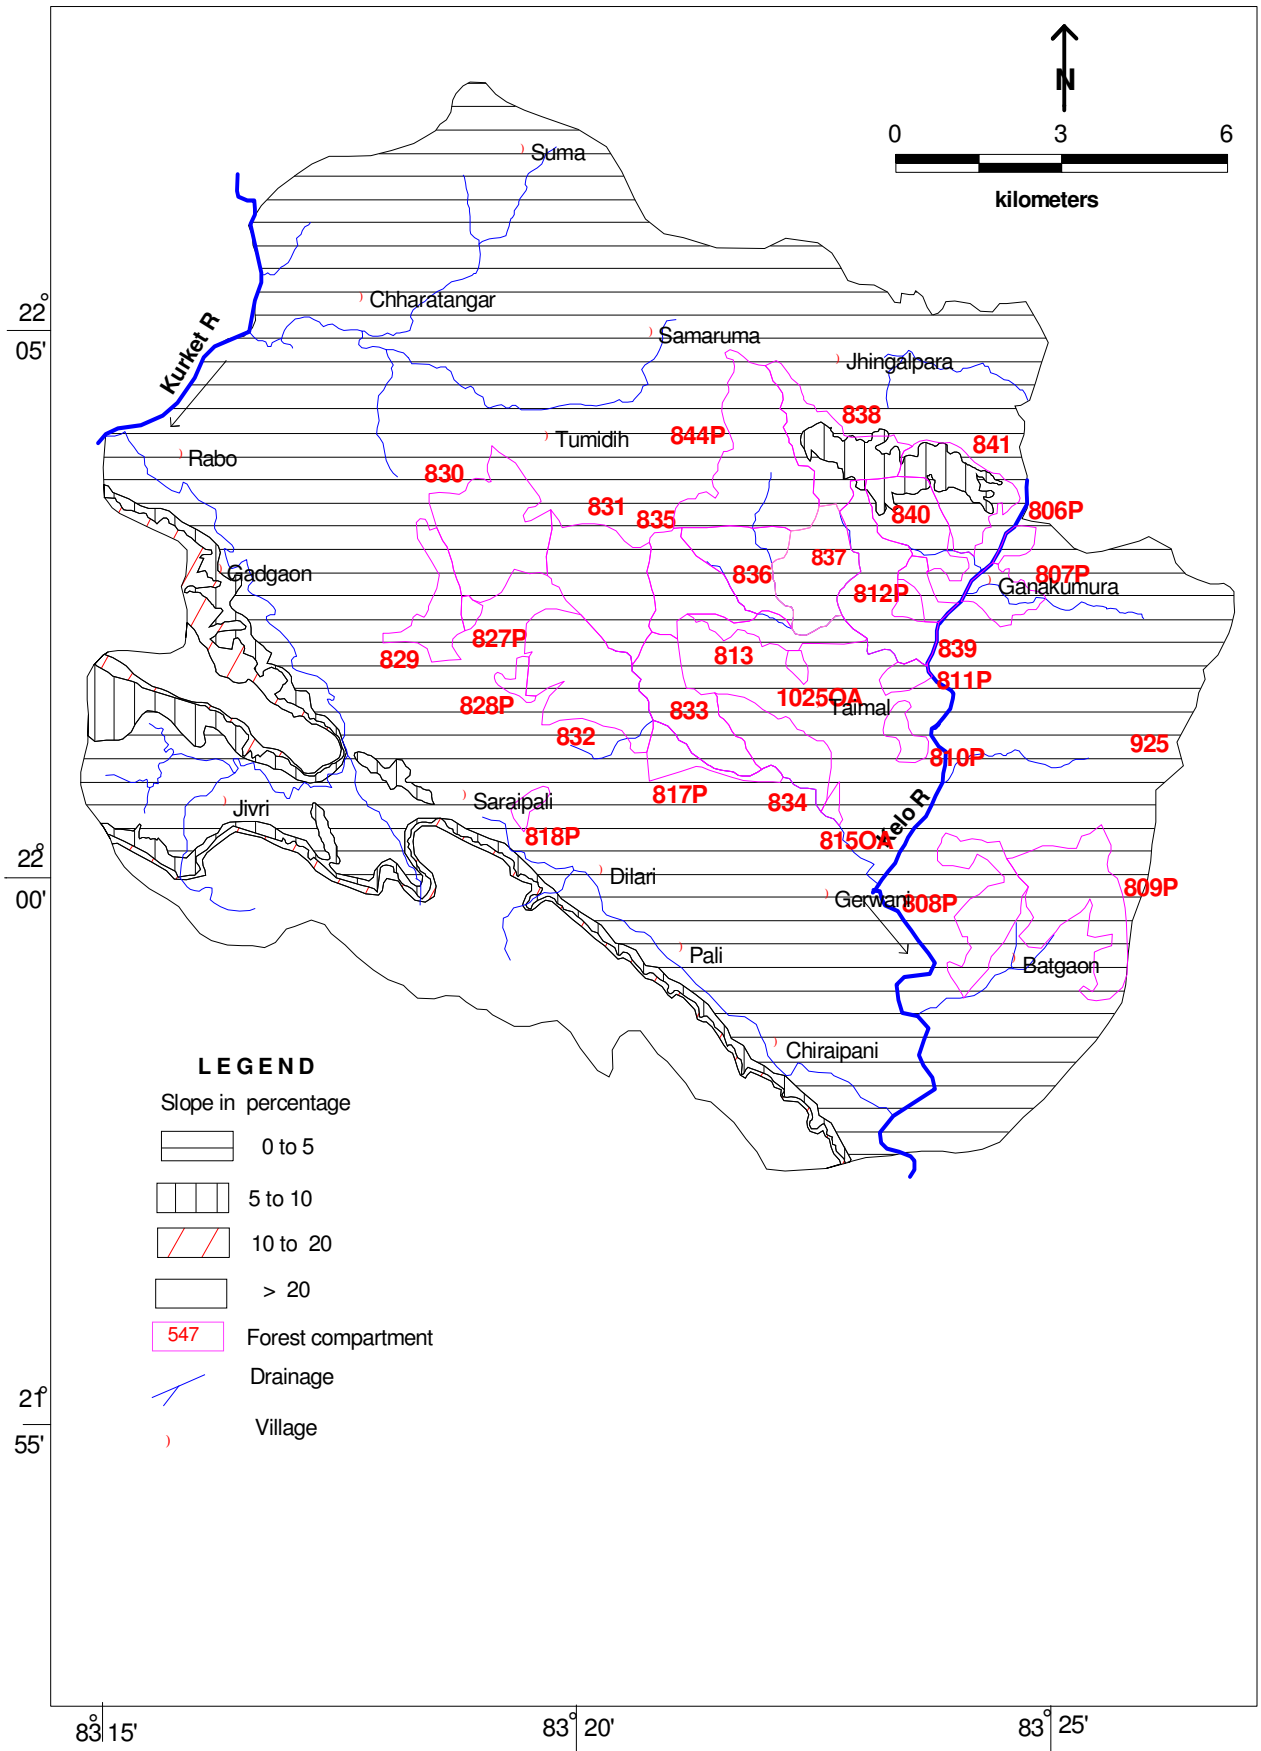 N
0 3 6
kilometers
Suma
Chharatangar
22°
05'
Kurket R
Samaruma
Jhingalpara
838
844P
Tumidih
841
Rabo
830
831
835
840
806P
Gadgaon
836
837
807P
812P
Ganakumura
827P
829
813
839
811P
1025OA
Taimal
828P
833
832
925
810P
Jivri
Saraipali
817P
834
Kelo R
818P
815OA
22°
00'
Dilari
Gerwani
808P
809P
Pali
Batgaon
Chiraipani
LEGEND
Slope in percentage
0 to 5
5 to 10
10 to 20
> 20
547 Forest compartment
Drainage
Village
21°
55'
83° 15' 83° 20' 83° 25'